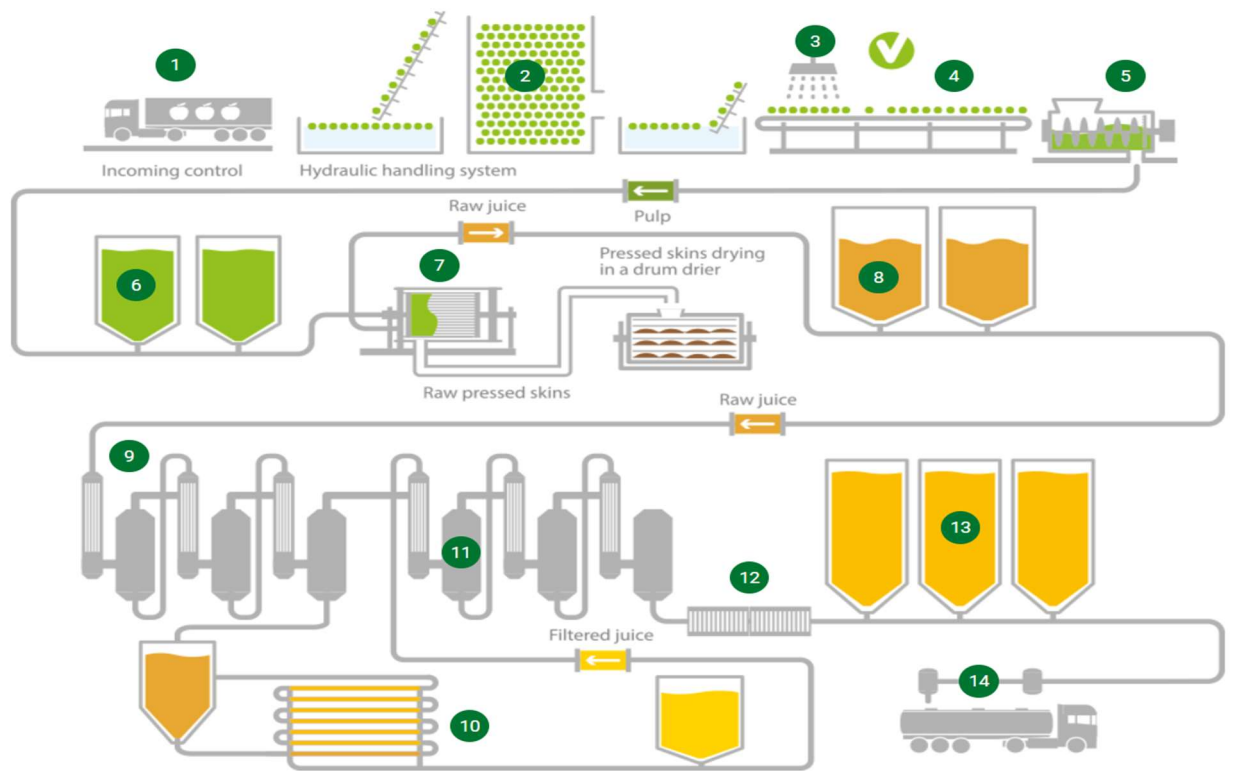 1
2
3
4
5
Incoming control
Hydraulic handling system
Pulp
Raw juice
6
7
Pressed skins drying
in a drum drier
8
Raw pressed skins
Raw juice
9
11
12
13
Filtered juice
10
14